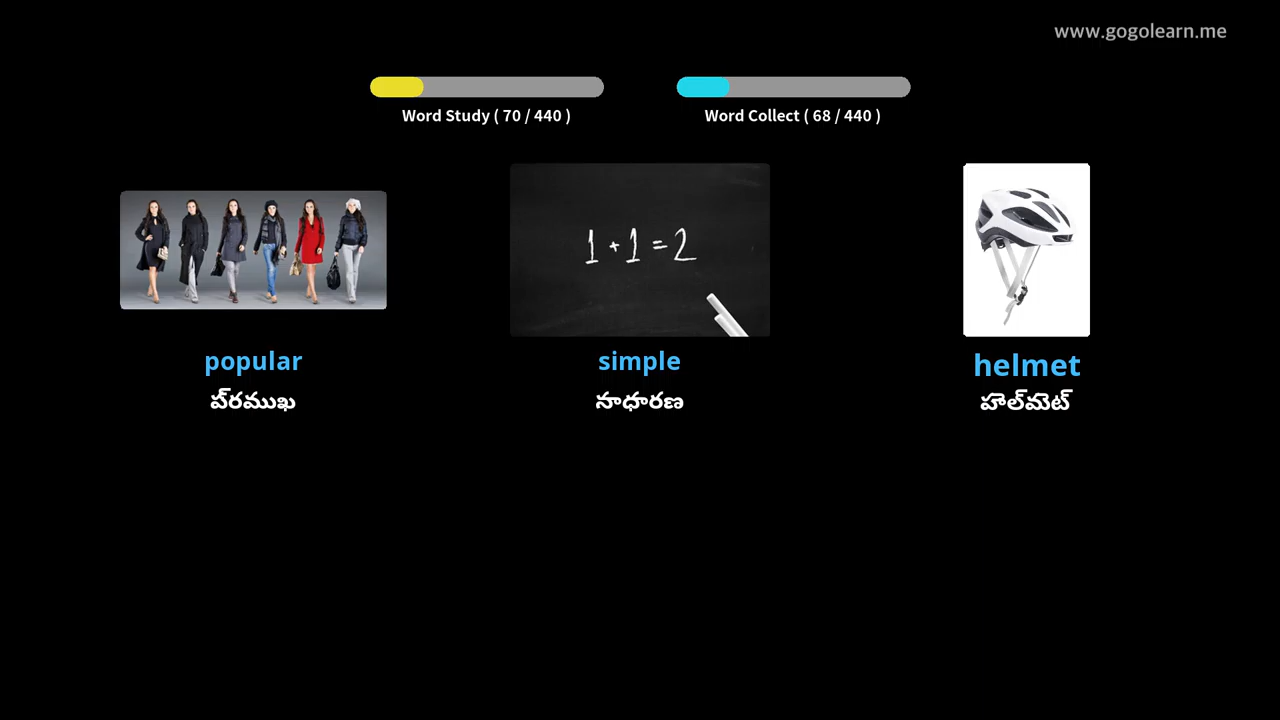 www.gogolearn.me
Word Study ( 70 / 440 )
Word Collect ( 68 / 440 )
1 + 1 = 2
popular
simple
helmet
ప్రముఖ
సాధారణ
హెల్మెట్